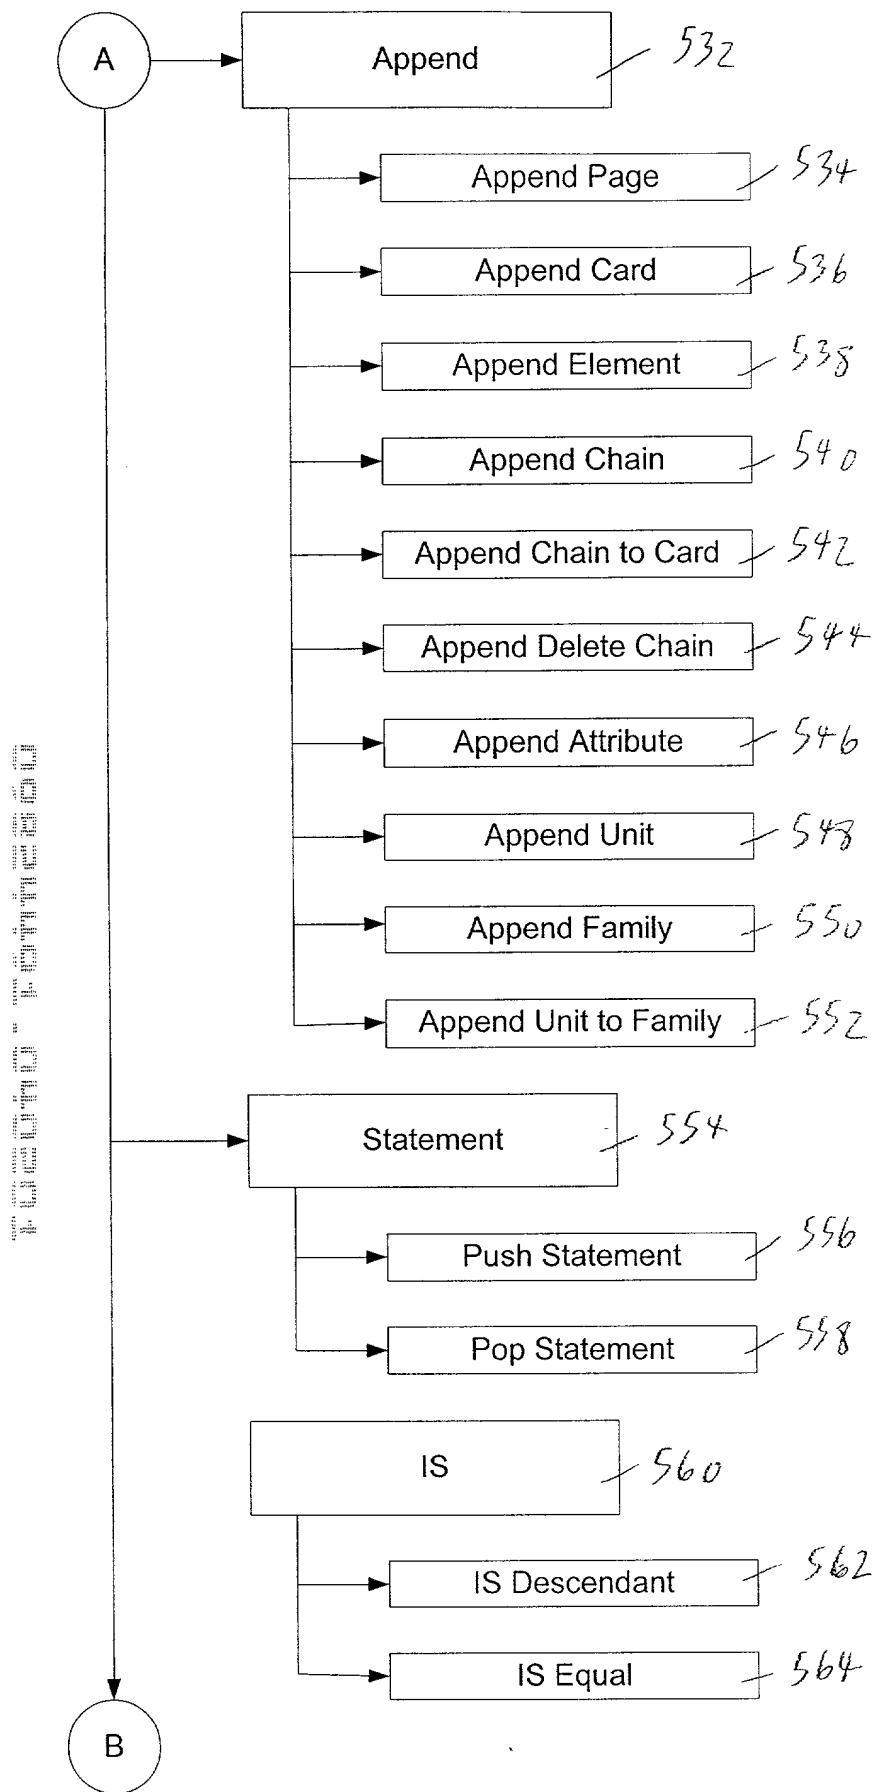 A
Append
532
Append Page
534
Append Card
536
Append Element
538
Append Chain
540
Append Chain to Card
542
Append Delete Chain
544
Append Attribute
546
Append Unit
548
Append Family
550
Append Unit to Family
552
Statement
554
Push Statement
556
Pop Statement
558
IS
560
IS Descendant
562
IS Equal
564
B